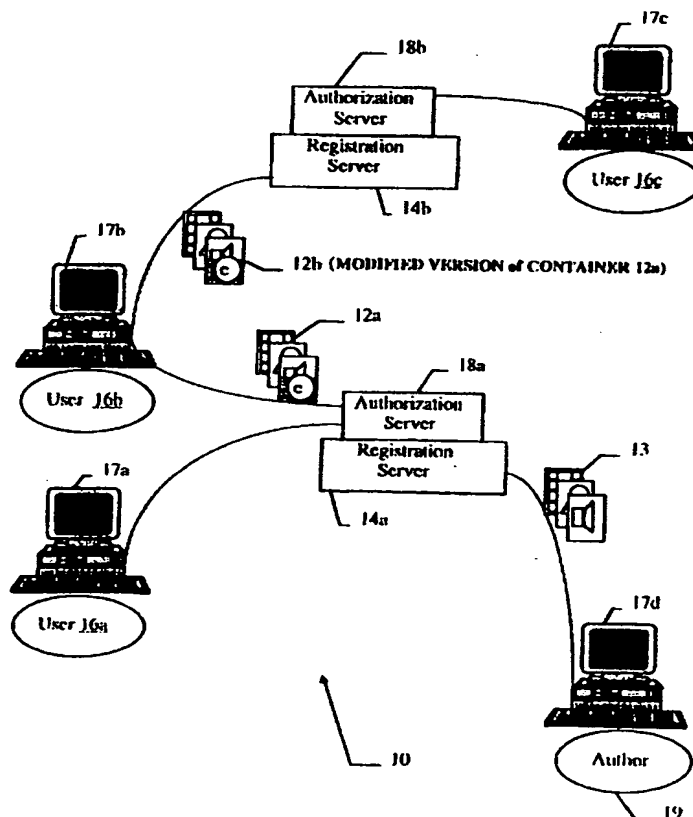 17c
18b
Authorization
Server
Registration
Server
User 16c
14b
17b
12b (MODIFIED VERSION of CONTAINER 12a)
12a
18a
User 16b
Authorization
Server
17a
Registration
Server
13
14a
User 16a
17d
10
Author
19